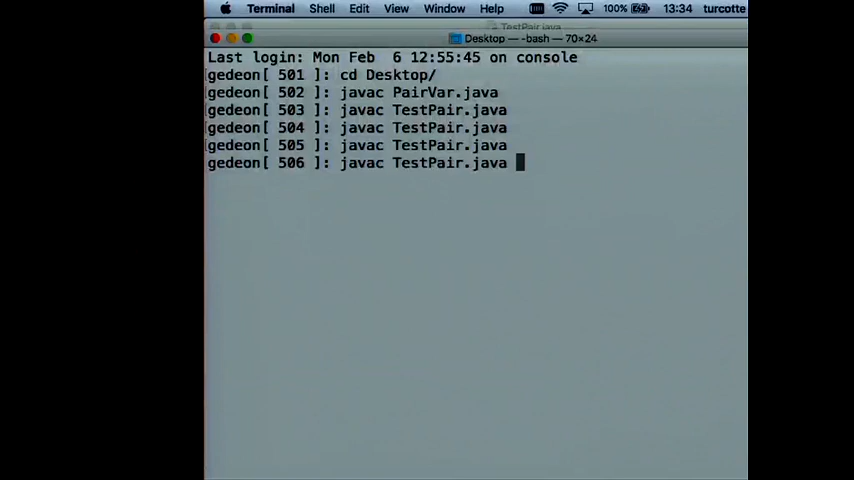 Terminal Shell Edit View Window Help 100% 13:34 turcotte
TestPair.java
Desktop — -bash — 70×24
Last login: Mon Feb  6 12:55:45 on console
gedeon[ 501 ]: cd Desktop/
gedeon[ 502 ]: javac PairVar.java
gedeon[ 503 ]: javac TestPair.java
gedeon[ 504 ]: javac TestPair.java
gedeon[ 505 ]: javac TestPair.java
gedeon[ 506 ]: javac TestPair.java